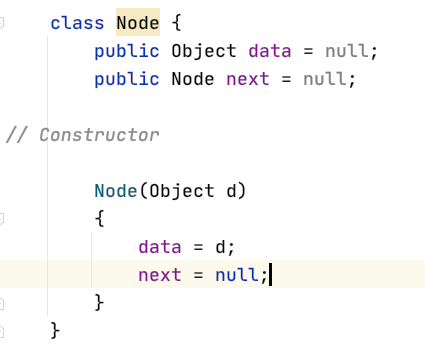 class Node {
    public Object data = null;
    public Node next = null;
// Constructor
    Node(Object d)
    {
        data = d;
        next = null;
    }
}